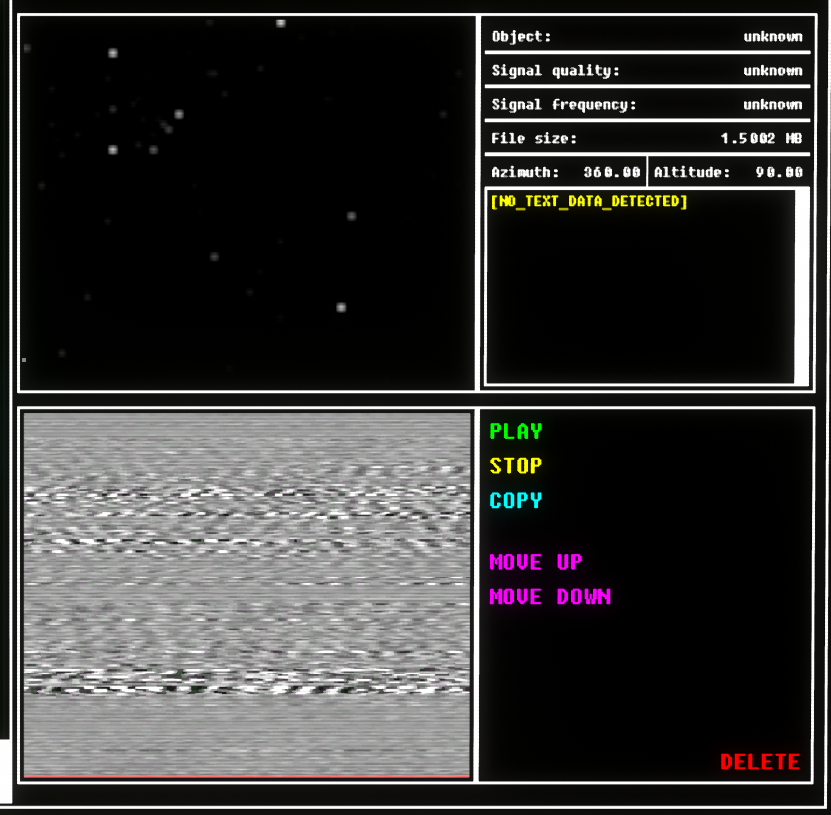 Object: unknown
Signal quality: unknown
Signal frequency: unknown
File size: 1.5002 MB
Azimuth: 360.00 Altitude: 90.00
[NO_TEXT_DATA_DETECTED]
PLAY
STOP
COPY
MOVE UP
MOVE DOWN
DELETE